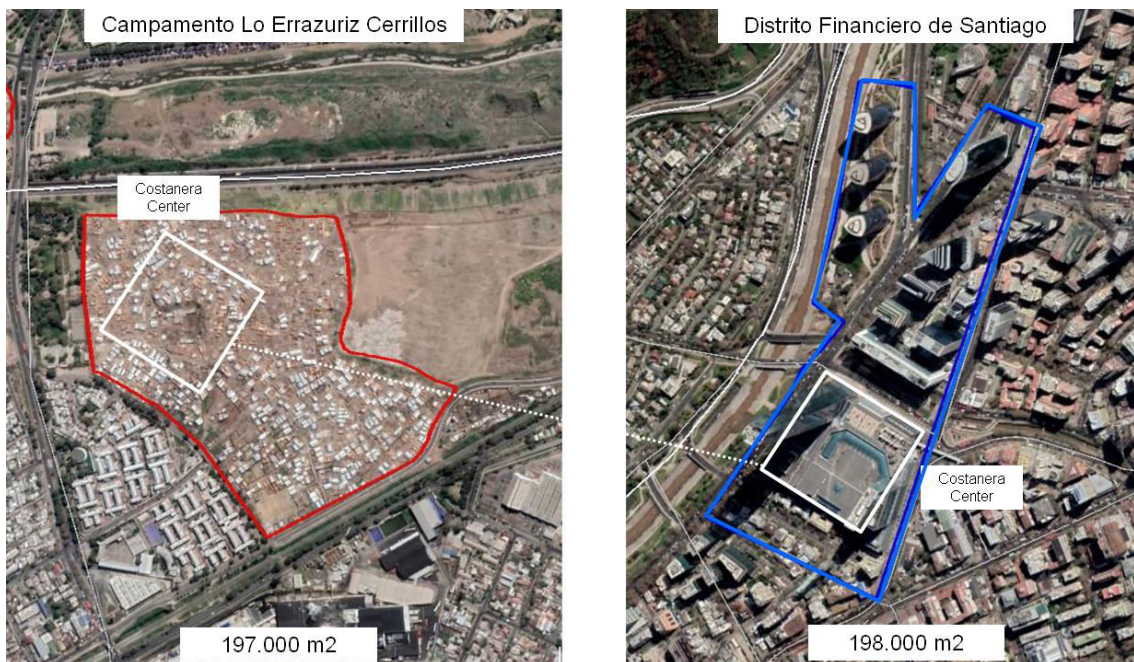 Campamento Lo Errazuriz Cerrillos
Costanera
Center
197.000 m2
Distrito Financiero de Santiago
Costanera
Center
198.000 m2